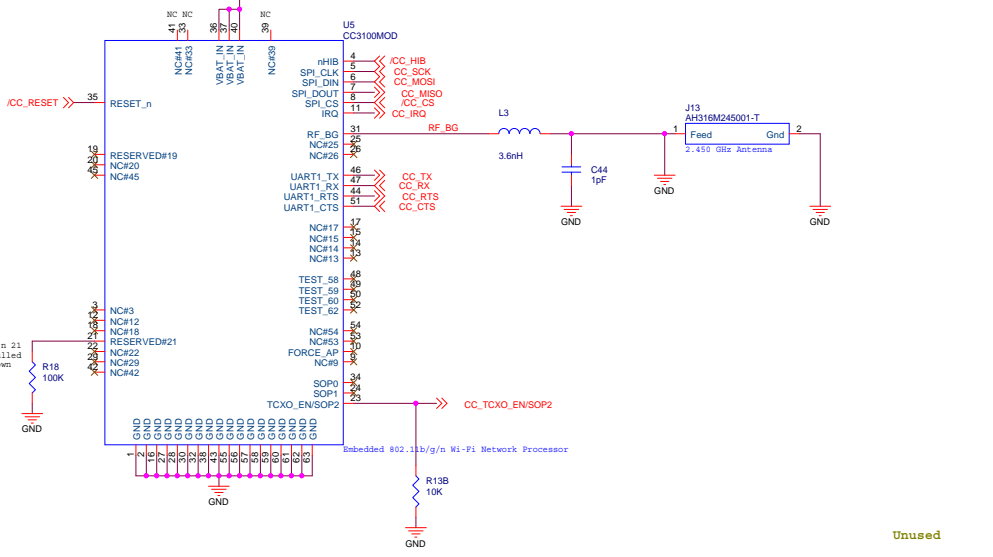 NC NC NC
41 33 36 37 40 39
U5
CC3100MOD
NC#41 NC#33 VBAT_IN VBAT_IN VBAT_IN NC#39
nHIB 4 /CC_HIB
SPI_CLK 5 CC_SCK
SPI_DIN 6 CC_MOSI
SPI_DOUT 7 CC_MISO
SPI_CS 8 /CC_CS
IRQ 11 CC_IRQ
/CC_RESET 35 RESET_n
RF_BG 31 RF_BG
NC#25 25
NC#26 26
L3
3.6nH
C44
1pF
GND
GND
J13
AH316M245001-T
1 Feed Gnd 2
2.450 GHz Antenna
GND
19 RESERVED#19
20 NC#20
45 NC#45
UART1_TX 46 CC_TX
UART1_RX 47 CC_RX
UART1_RTS 44 CC_RTS
UART1_CTS 51 CC_CTS
NC#17 17
NC#15 15
NC#14 14
NC#13 13
TEST_58 48
TEST_59 49
TEST_60 50
TEST_62 52
3 NC#3
12 NC#12
18 NC#18
21 RESERVED#21
22 NC#22
29 NC#29
42 NC#42
NC#54 54
NC#53 53
FORCE_AP 10
NC#9 9
n 21
lled
wn
R18
100K
GND
SOP0 34
SOP1 24
TCXO_EN/SOP2 23 CC_TCXO_EN/SOP2
GND GND GND GND GND GND GND GND GND GND GND GND GND GND GND GND GND GND
1 2 16 27 28 30 32 38 43 55 56 57 58 59 60 61 62 63
GND
Embedded 802.11b/g/n Wi-Fi Network Processor
R13B
10K
GND
Unused